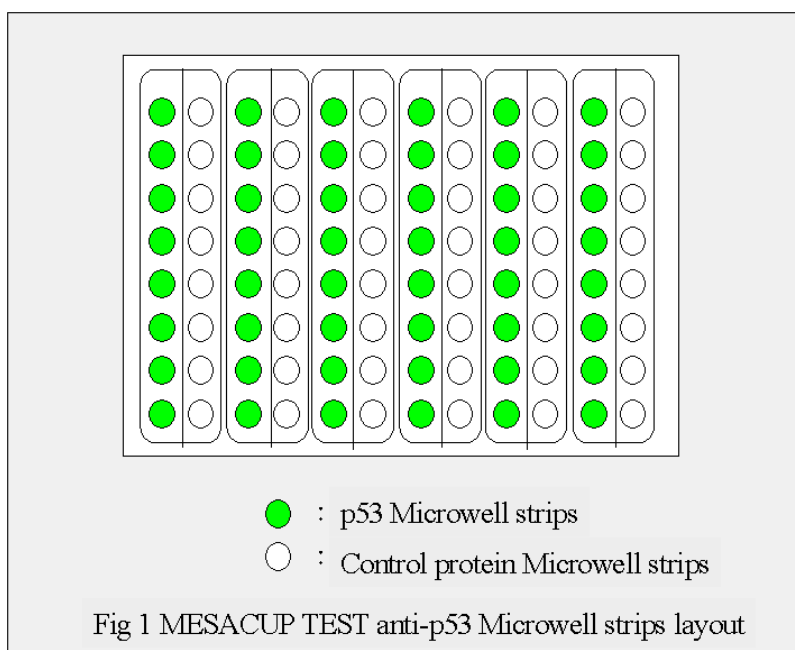 : p53 Microwell strips
: Control protein Microwell strips
Fig 1 MESACUP TEST anti-p53 Microwell strips layout